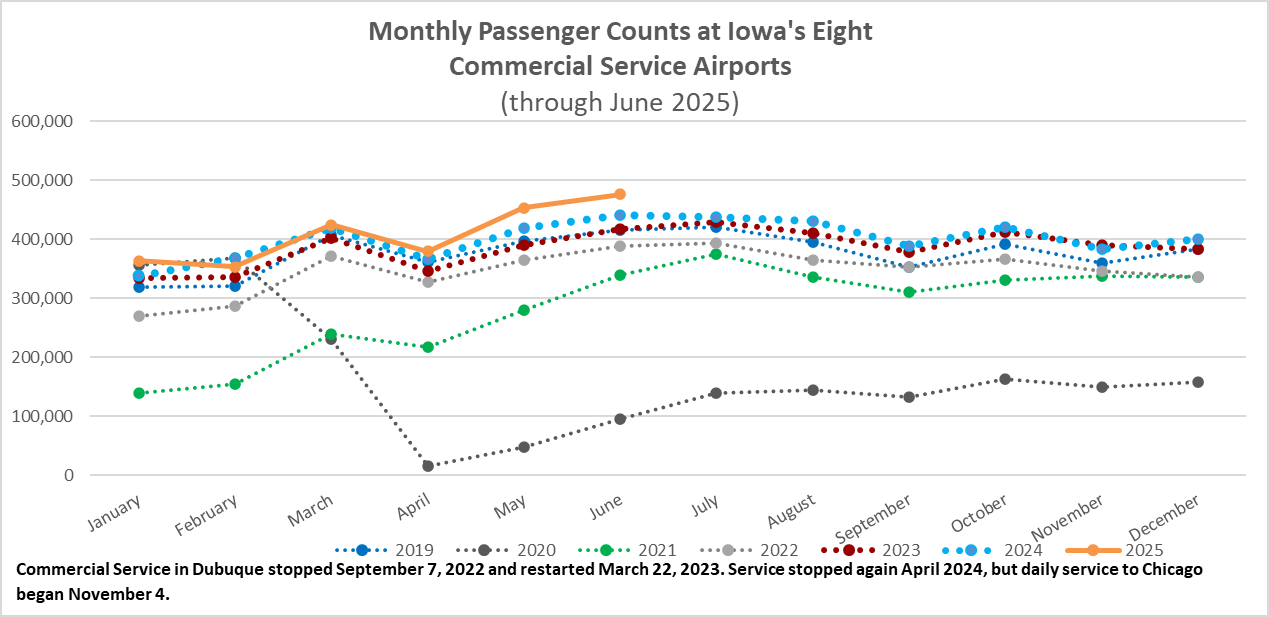 Monthly Passenger Counts at Iowa's Eight
Commercial Service Airports
(through June 2025)
600,000
500,000
400,000
300,000
200,000
100,000
0
January
February
March
April
May
June
July
August
September
October
November
December
2019
2020
2021
2022
2023
2024
2025
Commercial Service in Dubuque stopped September 7, 2022 and restarted March 22, 2023. Service stopped again April 2024, but daily service to Chicago
began November 4.